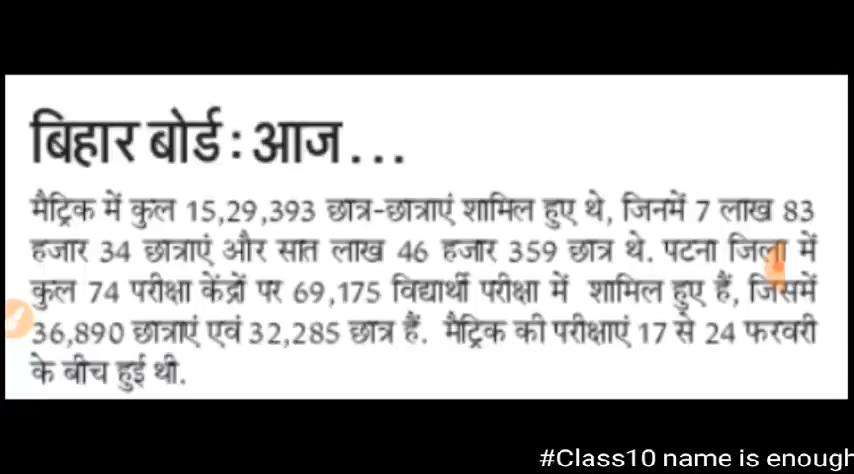 बिहार बोर्ड : आज...
मैट्रिक में कुल 15,29,393 छात्र-छात्राएं शामिल हुए थे, जिनमें 7 लाख 83
हजार 34 छात्राएं और सात लाख 46 हजार 359 छात्र थे. पटना जिला में
कुल 74 परीक्षा केंद्रों पर 69,175 विद्यार्थी परीक्षा में शामिल हुए हैं, जिसमें
36,890 छात्राएं एवं 32,285 छात्र हैं. मैट्रिक की परीक्षाएं 17 से 24 फरवरी
के बीच हुई थी.
#Class10 name is enough